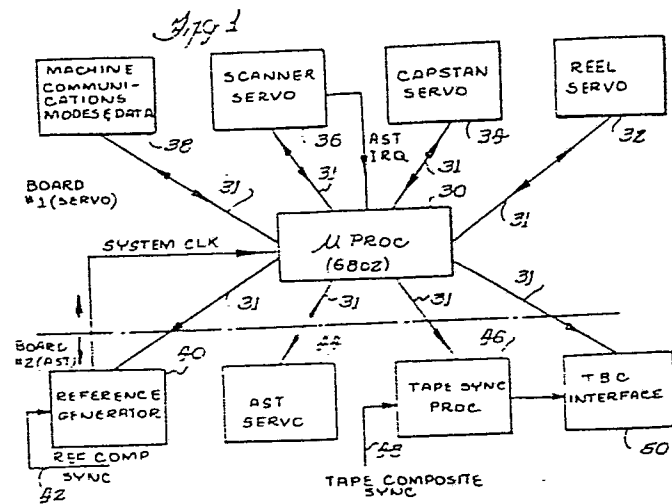 Fig 1
MACHINE
COMMUNI-
CATIONS
MODES & DATA
38
SCANNER
SERVO
36
CAPSTAN
SERVO
34
REEL
SERVO
32
AST
IRQ
31
31
31
31
30
BOARD
#1 (SERVO)
SYSTEM CLK
µ PROC
(6802)
31
31
31
31
BOARD
#2 (AST)
40
REFERENCE
GENERATOR
REF COMP
SYNC
42
44
AST SERVO
46
TAPE SYNC
PROC
48
TAPE COMPOSITE
SYNC
TBC
INTERFACE
50